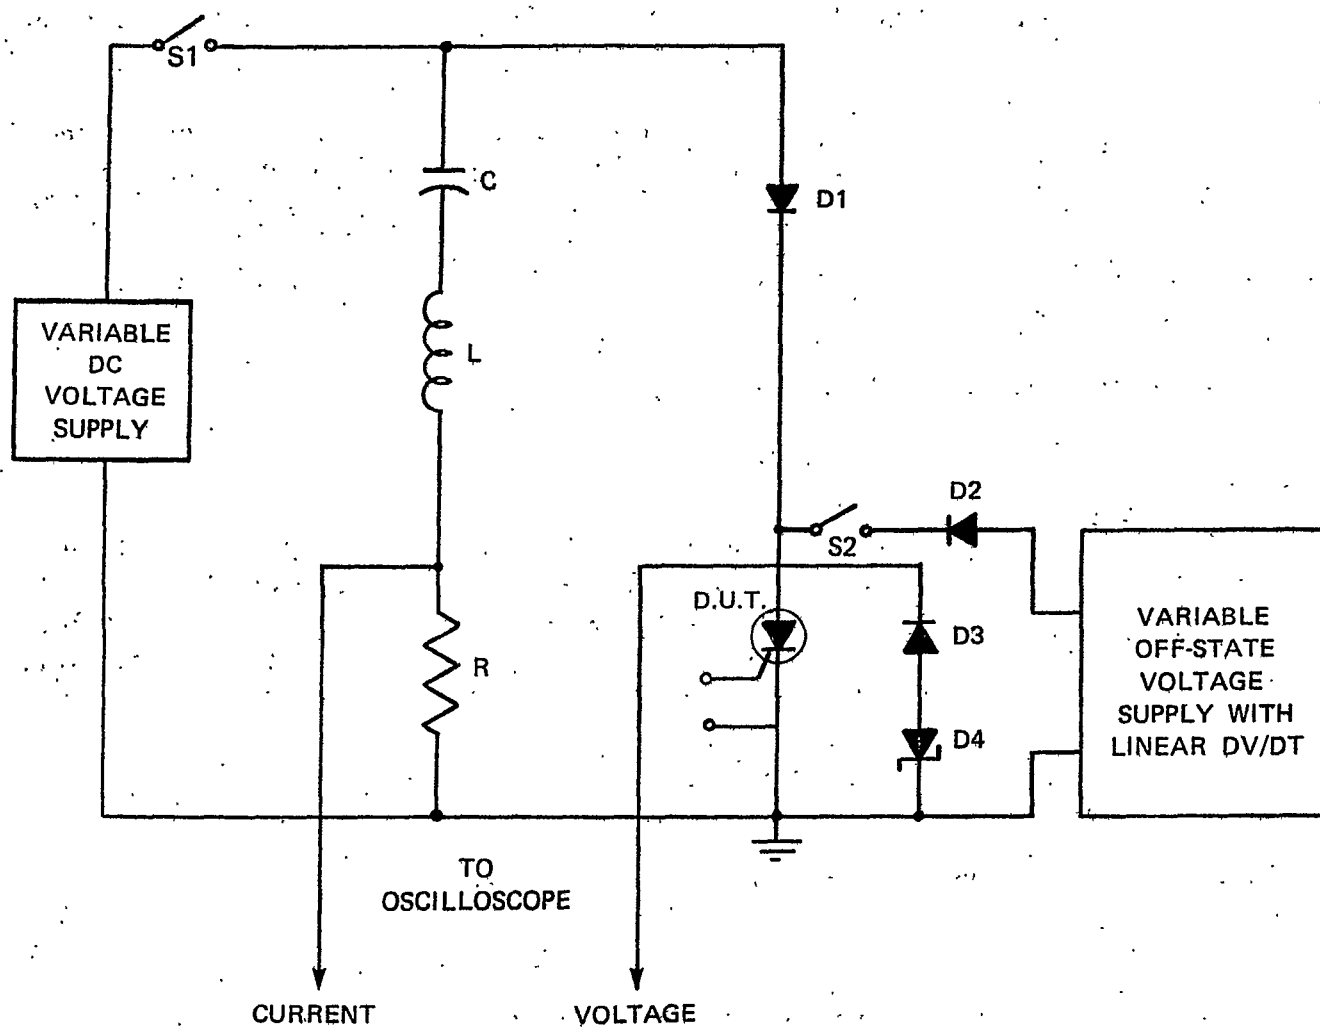 S1
C
D1
VARIABLE
DC
VOLTAGE
SUPPLY
L
D2
S2
D.U.T.
R
D3
D4
VARIABLE
OFF-STATE
VOLTAGE
SUPPLY WITH
LINEAR DV/DT
TO
OSCILLOSCOPE
CURRENT
VOLTAGE